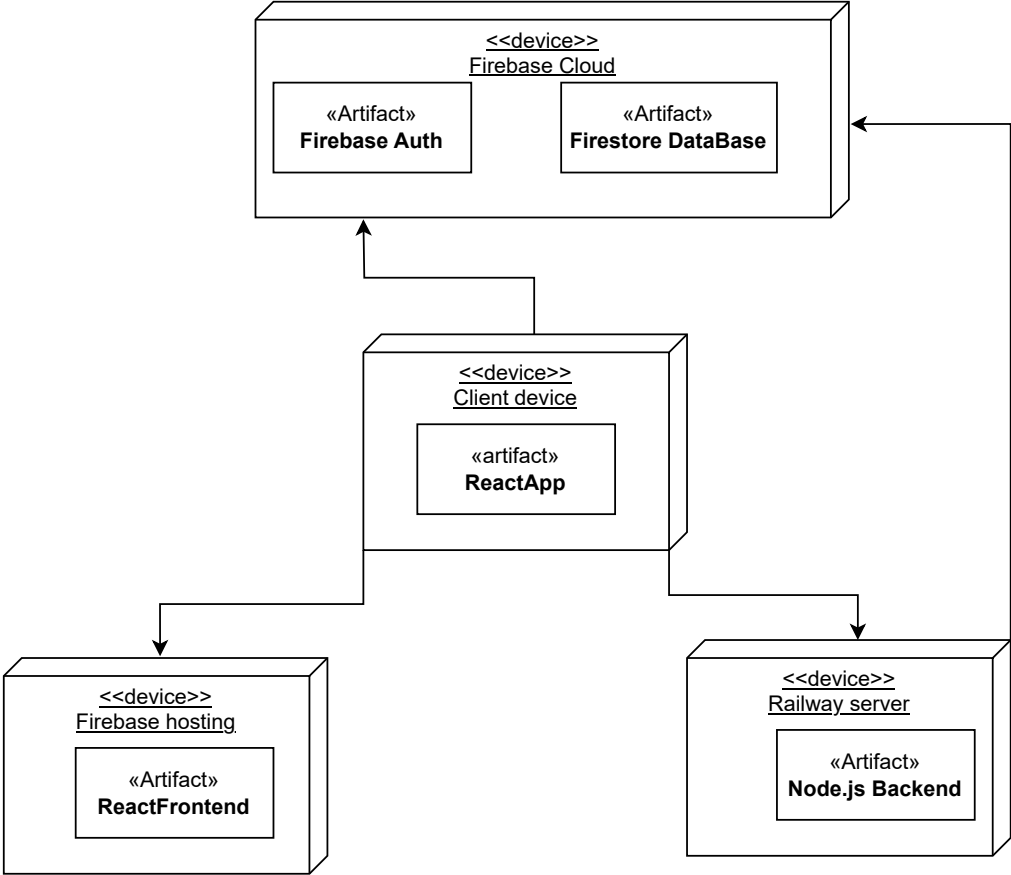 <<device>>
Firebase Cloud
«Artifact»
Firebase Auth
«Artifact»
Firestore DataBase
<<device>>
Client device
«artifact»
ReactApp
<<device>>
Firebase hosting
«Artifact»
ReactFrontend
<<device>>
Railway server
«Artifact»
Node.js Backend